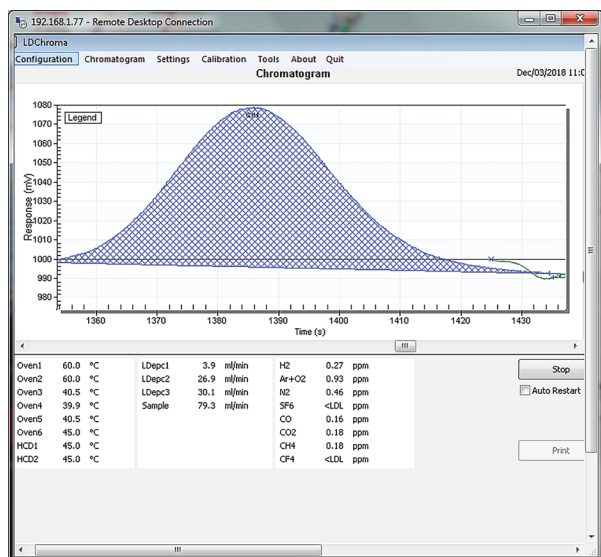 192.168.1.77 - Remote Desktop Connection
LDChroma
Configuration Chromatogram Settings Calibration Tools About Quit
Chromatogram Dec/03/2018 11:0
Legend
Response (mV)
1080
1070
1060
1050
1040
1030
1020
1010
1000
990
980
1360 1370 1380 1390 1400 1410 1420 1430
Time (s)
Oven1 60.0 °C LDepc1 3.9 ml/min H2 0.27 ppm Stop
Oven2 60.0 °C LDepc2 26.9 ml/min Ar+O2 0.93 ppm
Oven3 40.5 °C LDepc3 30.1 ml/min N2 0.46 ppm Auto Restart
Oven4 39.9 °C Sample 79.3 ml/min SF6 <LDL ppm
Oven5 40.5 °C CO 0.16 ppm
Oven6 45.0 °C CO2 0.18 ppm
HCD1 45.0 °C CH4 0.18 ppm Print
HCD2 45.0 °C CF4 <LDL ppm